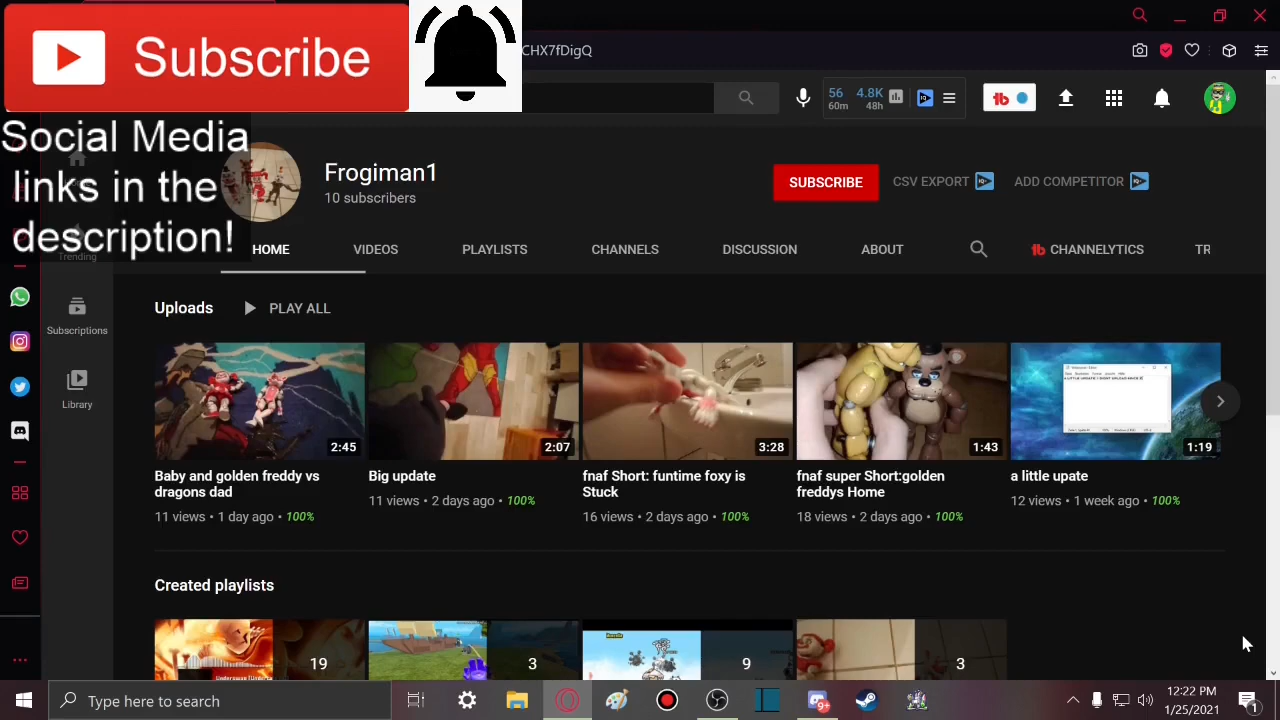 Subscribe
CHX7fDigQ
56
60m
4.8K
48h
Social Media
links in the
description!
Trending
Subscriptions
Library
Frogiman1
10 subscribers
SUBSCRIBE
CSV EXPORT
ADD COMPETITOR
HOME
VIDEOS
PLAYLISTS
CHANNELS
DISCUSSION
ABOUT
CHANNELYTICS
TR
Uploads
PLAY ALL
2:45
2:07
3:28
1:43
1:19
Baby and golden freddy vs
dragons dad
11 views • 1 day ago • 100%
Big update
11 views • 2 days ago • 100%
fnaf Short: funtime foxy is
Stuck
16 views • 2 days ago • 100%
fnaf super Short:golden
freddys Home
18 views • 2 days ago • 100%
a little upate
12 views • 1 week ago • 100%
Created playlists
19
3
9
3
Type here to search
9+
12:22 PM
1/25/2021
1